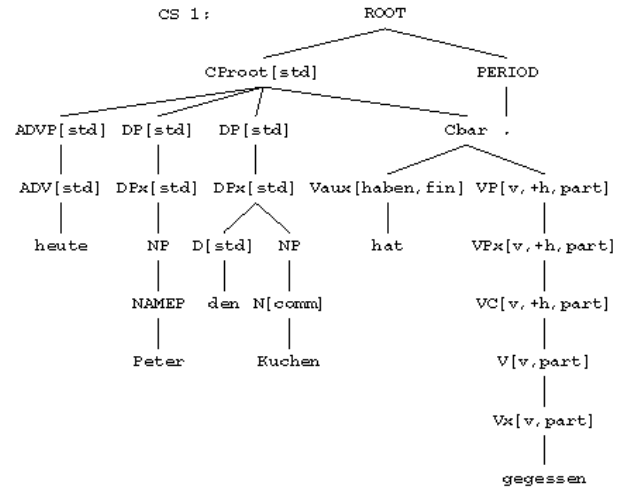 CS 1: ROOT
CProot[std] PERIOD
ADVP[std] DP[std] DP[std] Cbar .
ADV[std] DPx[std] DPx[std] Vaux[haben,fin] VP[v,+h,part]
heute NP D[std] NP hat VPx[v,+h,part]
NAMEP den N[comm] VC[v,+h,part]
Peter Kuchen V[v,part]
Vx[v,part]
gegessen